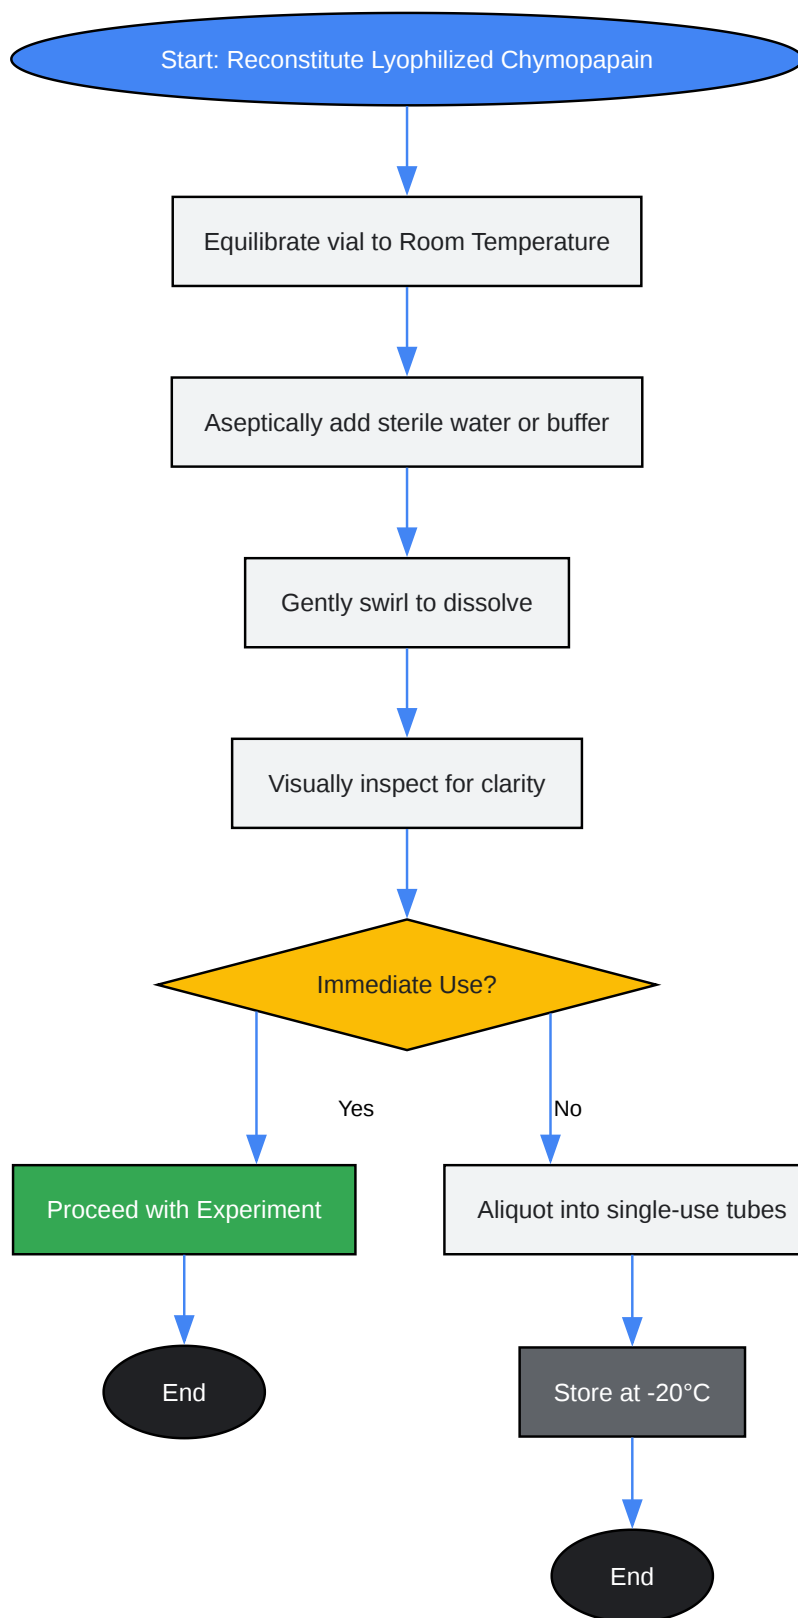 Start: Reconstitute Lyophilized Chymopapain
Equilibrate vial to Room Temperature
Aseptically add sterile water or buffer
Gently swirl to dissolve
Visually inspect for clarity
Immediate Use?
Yes
No
Proceed with Experiment
Aliquot into single-use tubes
End
Store at -20°C
End